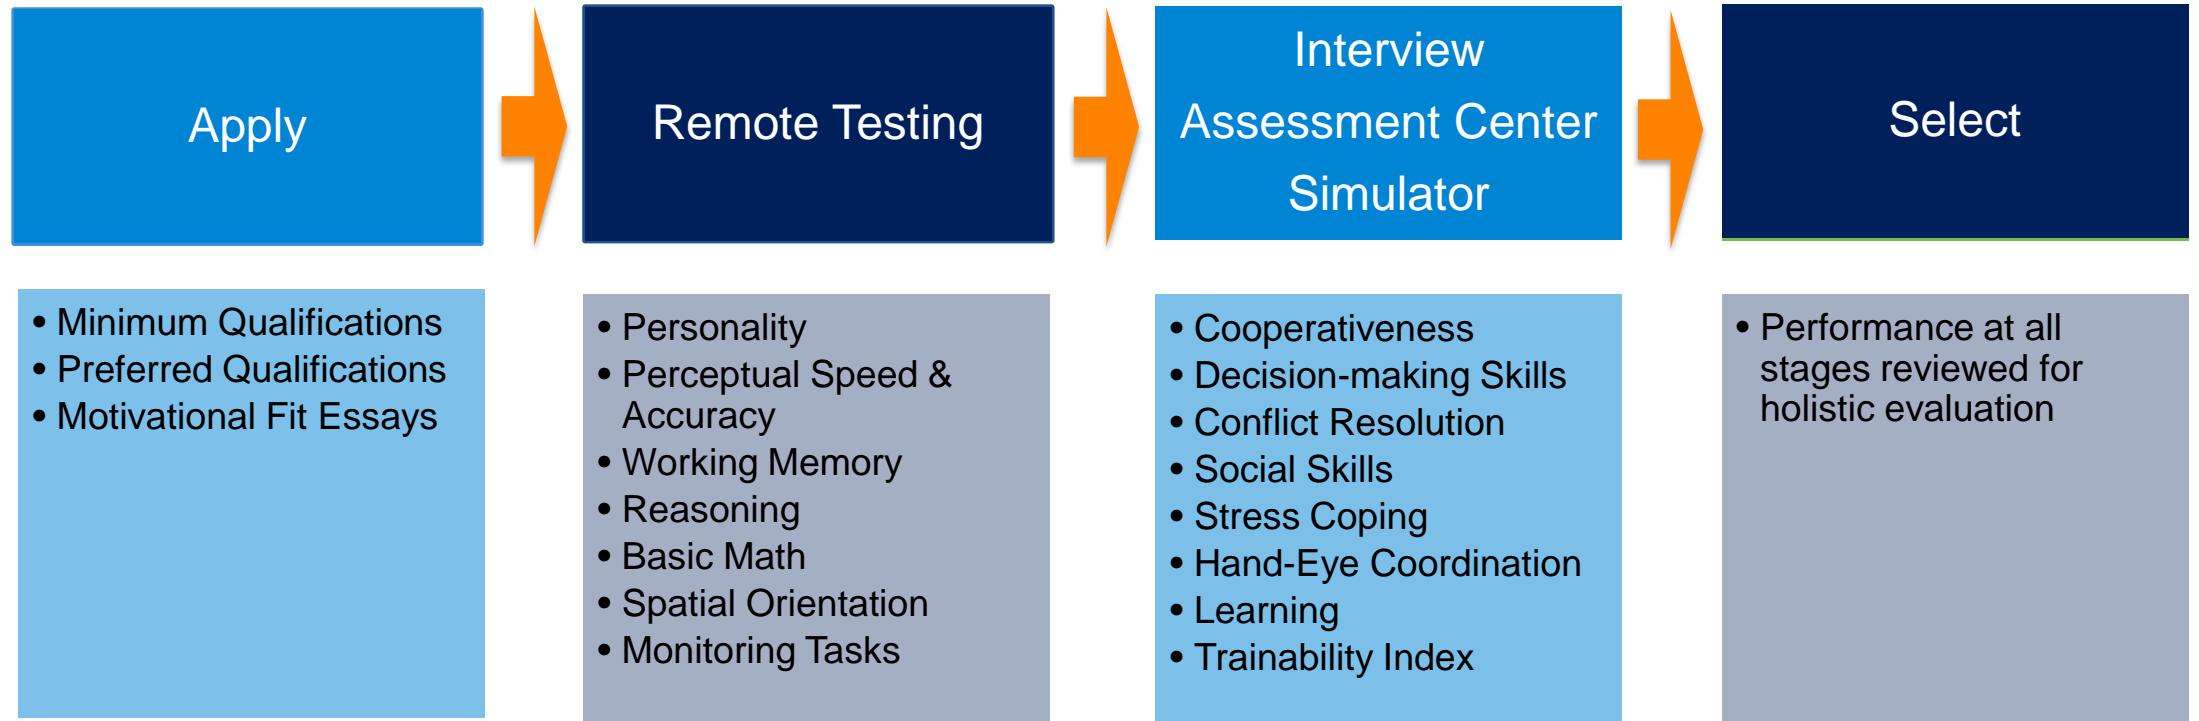 Apply
Remote Testing
Interview
Assessment Center
Simulator
Select
• Minimum Qualifications
• Preferred Qualifications
• Motivational Fit Essays
• Personality
• Perceptual Speed &
Accuracy
• Working Memory
• Reasoning
• Basic Math
• Spatial Orientation
• Monitoring Tasks
• Cooperativeness
• Decision-making Skills
• Conflict Resolution
• Social Skills
• Stress Coping
• Hand-Eye Coordination
• Learning
• Trainability Index
• Performance at all
stages reviewed for
holistic evaluation